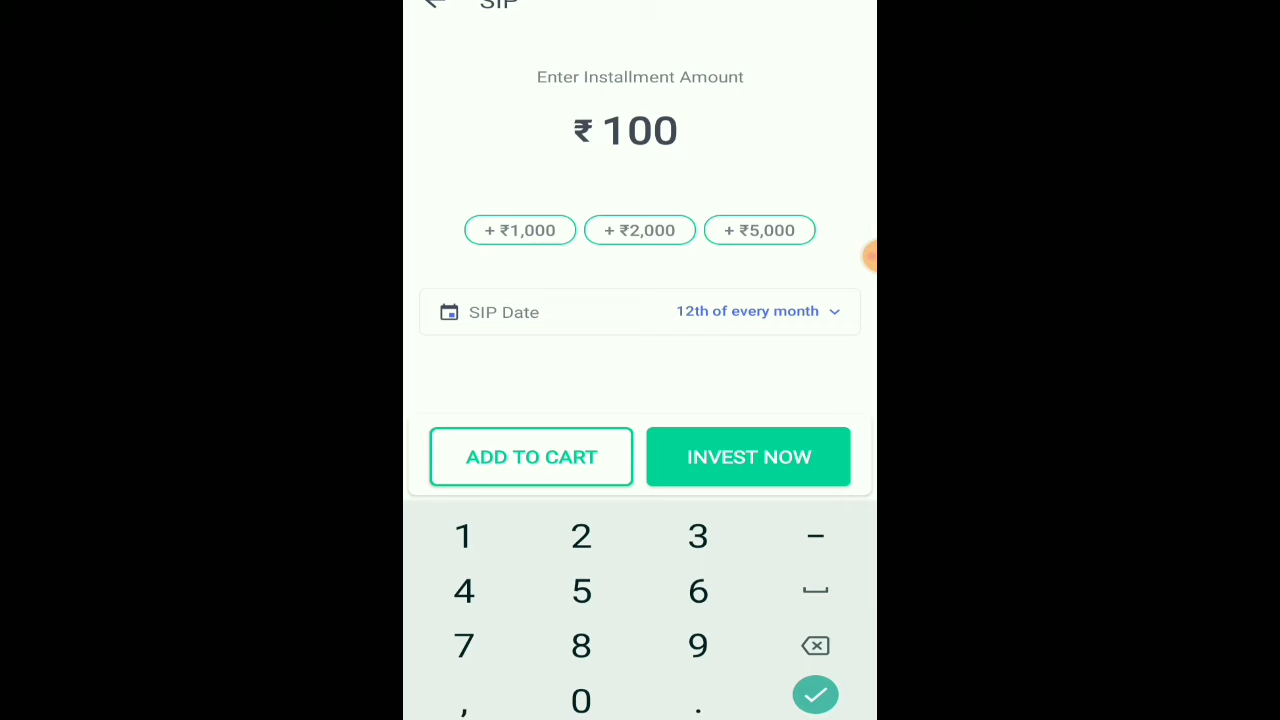 SIP
Enter Installment Amount
₹ 100
+ ₹1,000 + ₹2,000 + ₹5,000
SIP Date 12th of every month
ADD TO CART INVEST NOW
1 2 3 –
4 5 6
7 8 9
, 0 .